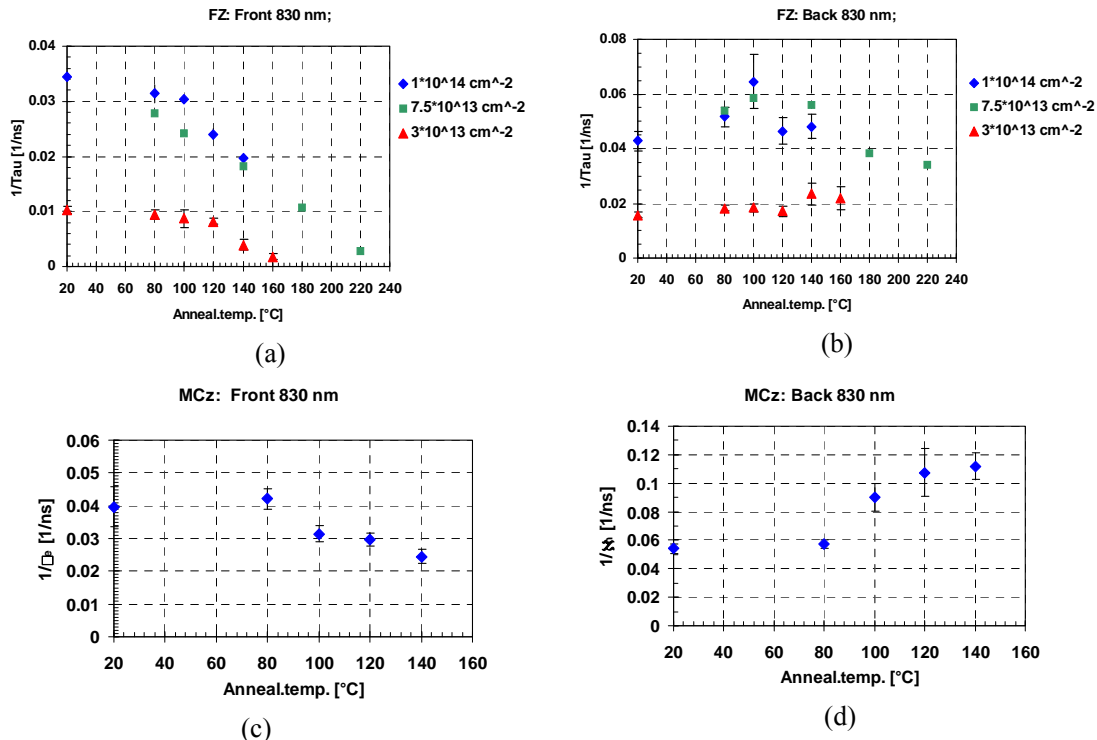 FZ: Front 830 nm;
0.04
0.03
0.02
0.01
0
1/Tau [1/ns]
20 40 60 80 100 120 140 160 180 200 220 240
Anneal.temp. [°C]
1*10^14 cm^-2
7.5*10^13 cm^-2
3*10^13 cm^-2
(a)
FZ: Back 830 nm;
0.08
0.06
0.04
0.02
0
1/Tau [1/ns]
20 40 60 80 100 120 140 160 180 200 220 240
Anneal.temp. [°C]
1*10^14 cm^-2
7.5*10^13 cm^-2
3*10^13 cm^-2
(b)
MCz: Front 830 nm
0.06
0.05
0.04
0.03
0.02
0.01
0
1/□e [1/ns]
20 40 60 80 100 120 140 160
Anneal.temp. [°C]
(c)
MCz: Back 830 nm
0.14
0.12
0.1
0.08
0.06
0.04
0.02
0
[1/ns]
20 40 60 80 100 120 140 160
Anneal.temp. [°C]
(d)